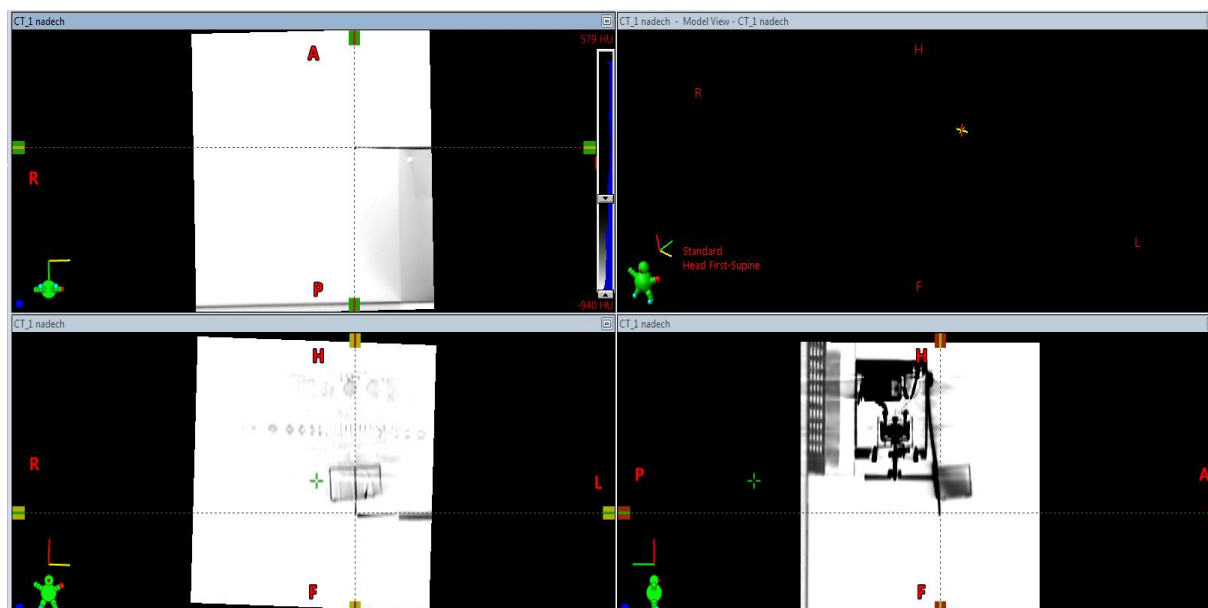 CT_1 nadech
CT_1 nadech - Model View - CT_1 nadech
A
579 HU
R
P
-940 HU
H
R
L
Standard
Head First-Supine
F
CT_1 nadech
CT_1 nadech
H
R
L
F
H
P
A
F